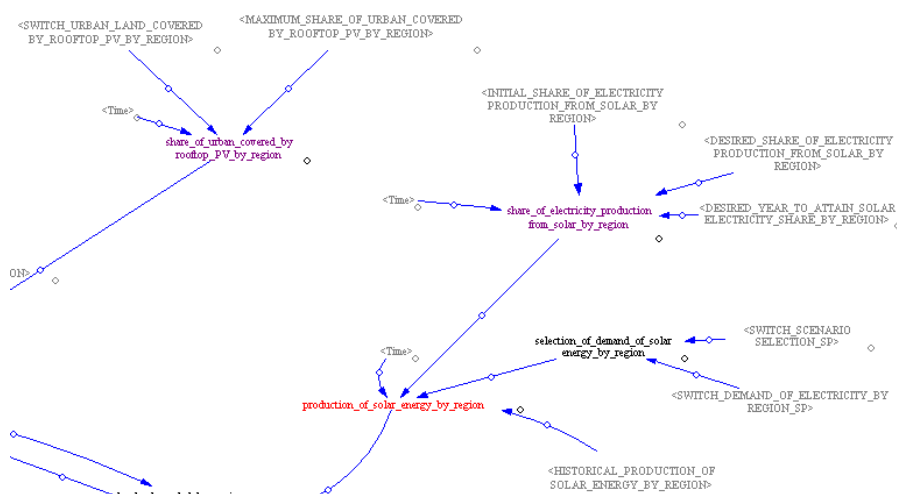 <SWITCH_URBAN_LAND_COVERED
BY_ROOFTOP_PV_BY_REGION>
<MAXIMUM_SHARE_OF_URBAN_COVERED
BY_ROOFTOP_PV_BY_REGION>
<Time>
share_of_urban_covered_by
rooftop_PV_by_region
<INITIAL_SHARE_OF_ELECTRICITY
PRODUCTION_FROM_SOLAR_BY
REGION>
<DESIRED_SHARE_OF_ELECTRICITY
PRODUCTION_FROM_SOLAR_BY
REGION>
<Time>
share_of_electricity_production
from_solar_by_region
<DESIRED_YEAR_TO_ATTAIN_SOLAR
ELECTRICITY_SHARE_BY_REGION>
ON>
<Time>
selection_of_demand_of_solar
energy_by_region
<SWITCH_SCENARIO
SELECTION_SP>
production_of_solar_energy_by_region
<SWITCH_DEMAND_OF_ELECTRICITY_BY
REGION_SP>
<HISTORICAL_PRODUCTION_OF
SOLAR_ENERGY_BY_REGION>